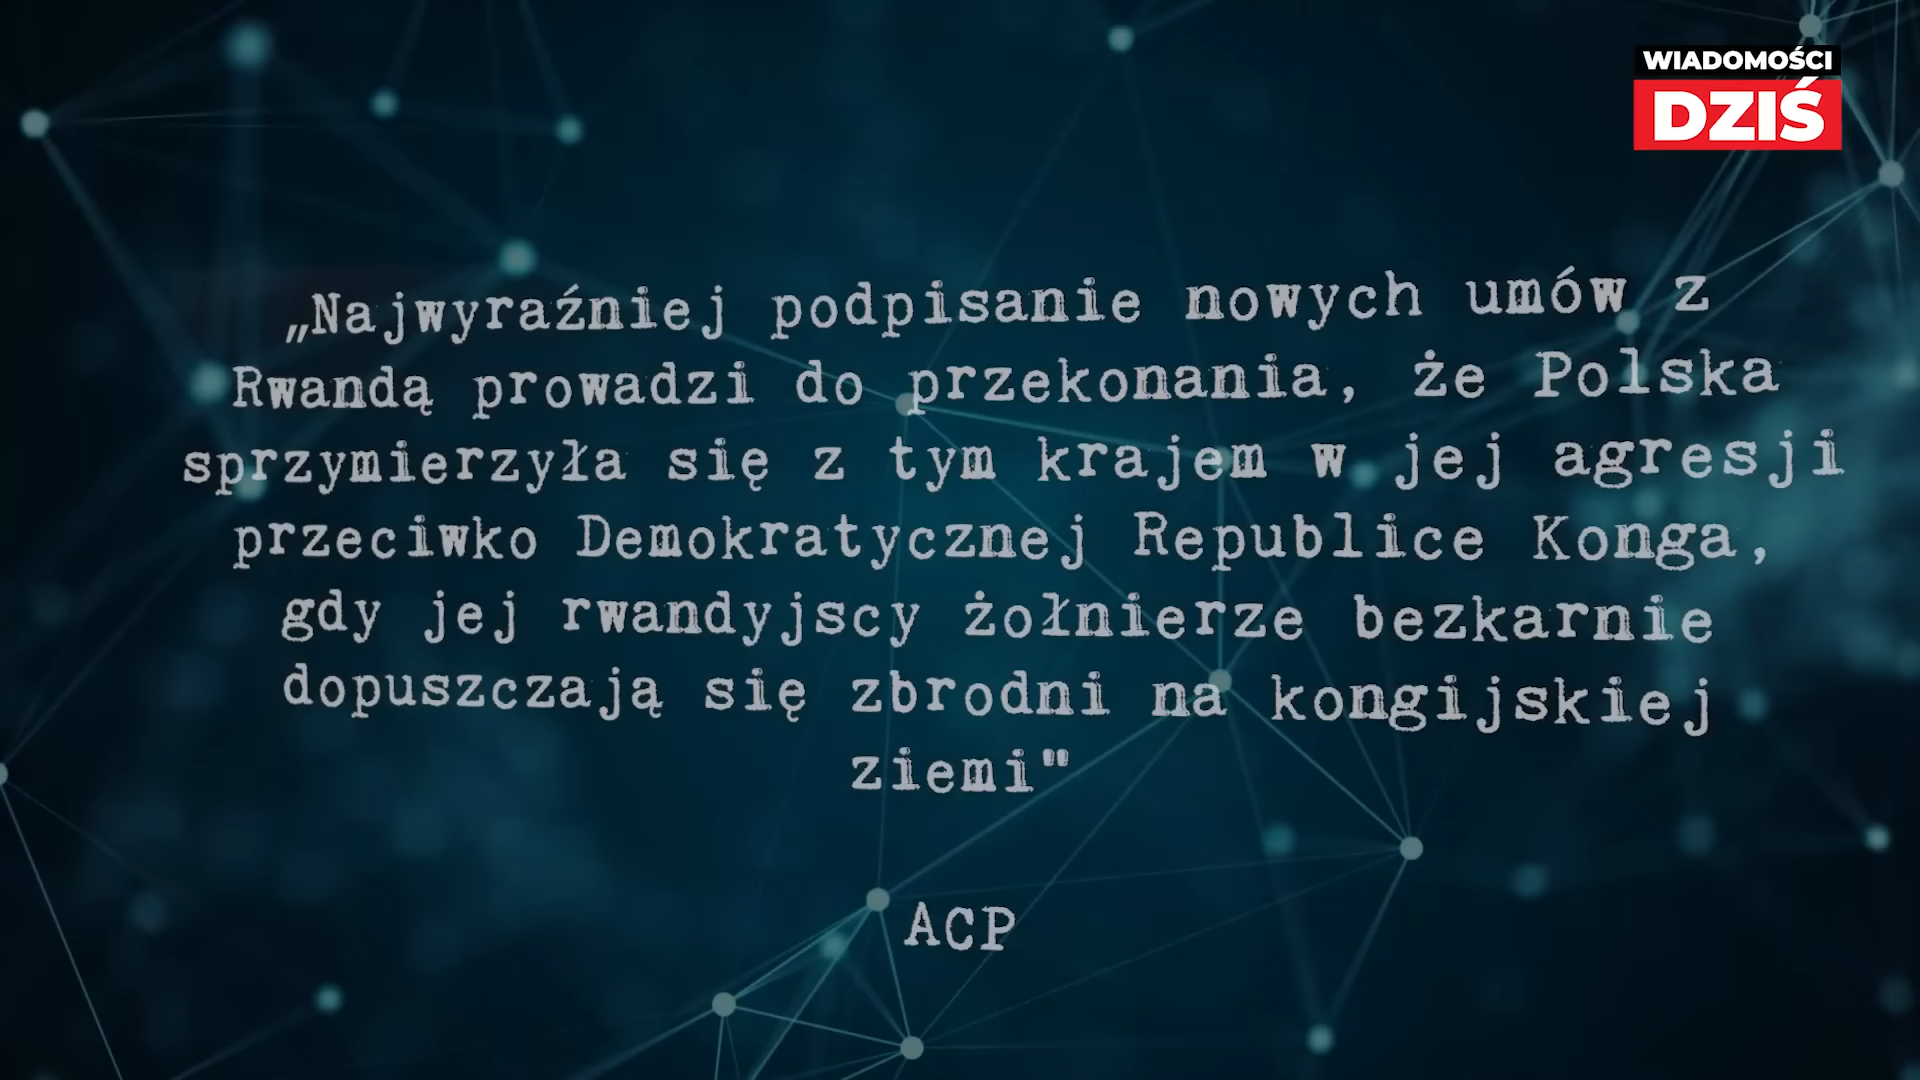 WIADOMOŚCI
DZIŚ
„Najwyraźniej podpisanie nowych umów z
Rwandą prowadzi do przekonania, że Polska
sprzymierzyła się z tym krajem w jej agresji
przeciwko Demokratycznej Republice Konga,
gdy jej rwandyjscy żołnierze bezkarnie
dopuszczają się zbrodni na kongijskiej
ziemi"
ACP